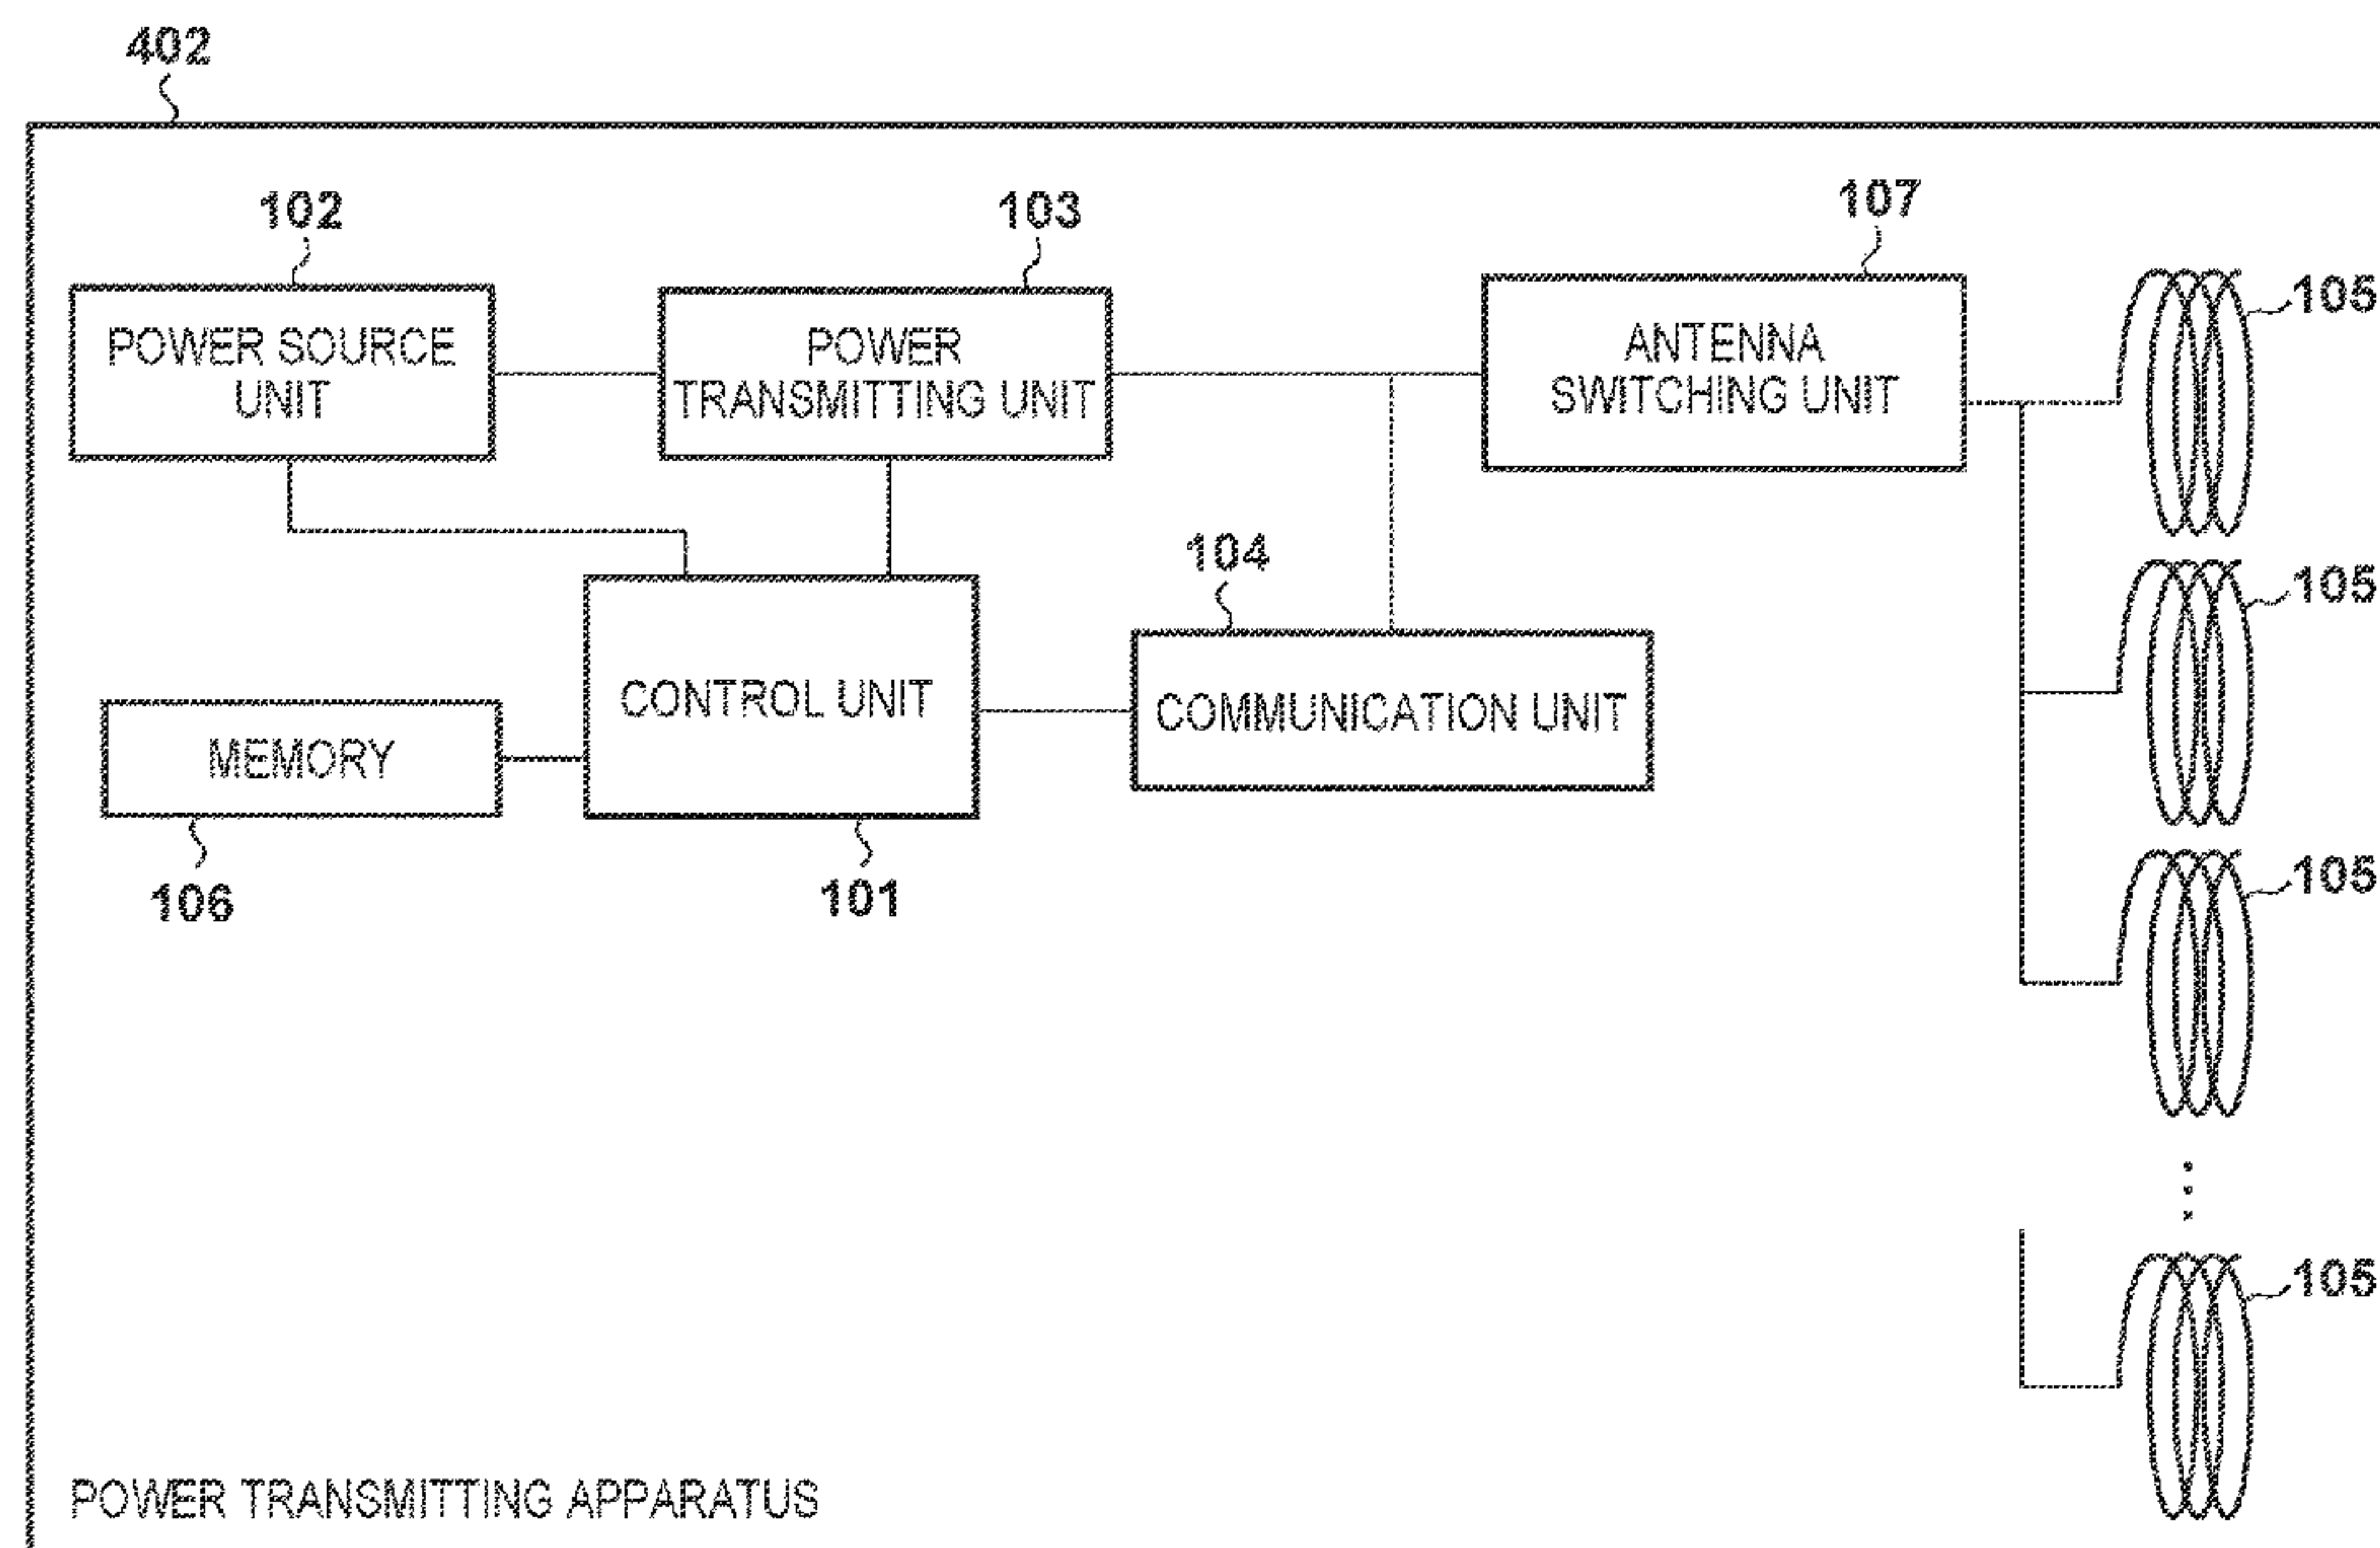 402
102
103
107
POWER SOURCE
UNIT
POWER
TRANSMITTING UNIT
ANTENNA
SWITCHING UNIT
105
104
105
CONTROL UNIT
COMMUNICATION UNIT
MEMORY
106
101
105
105
POWER TRANSMITTING APPARATUS